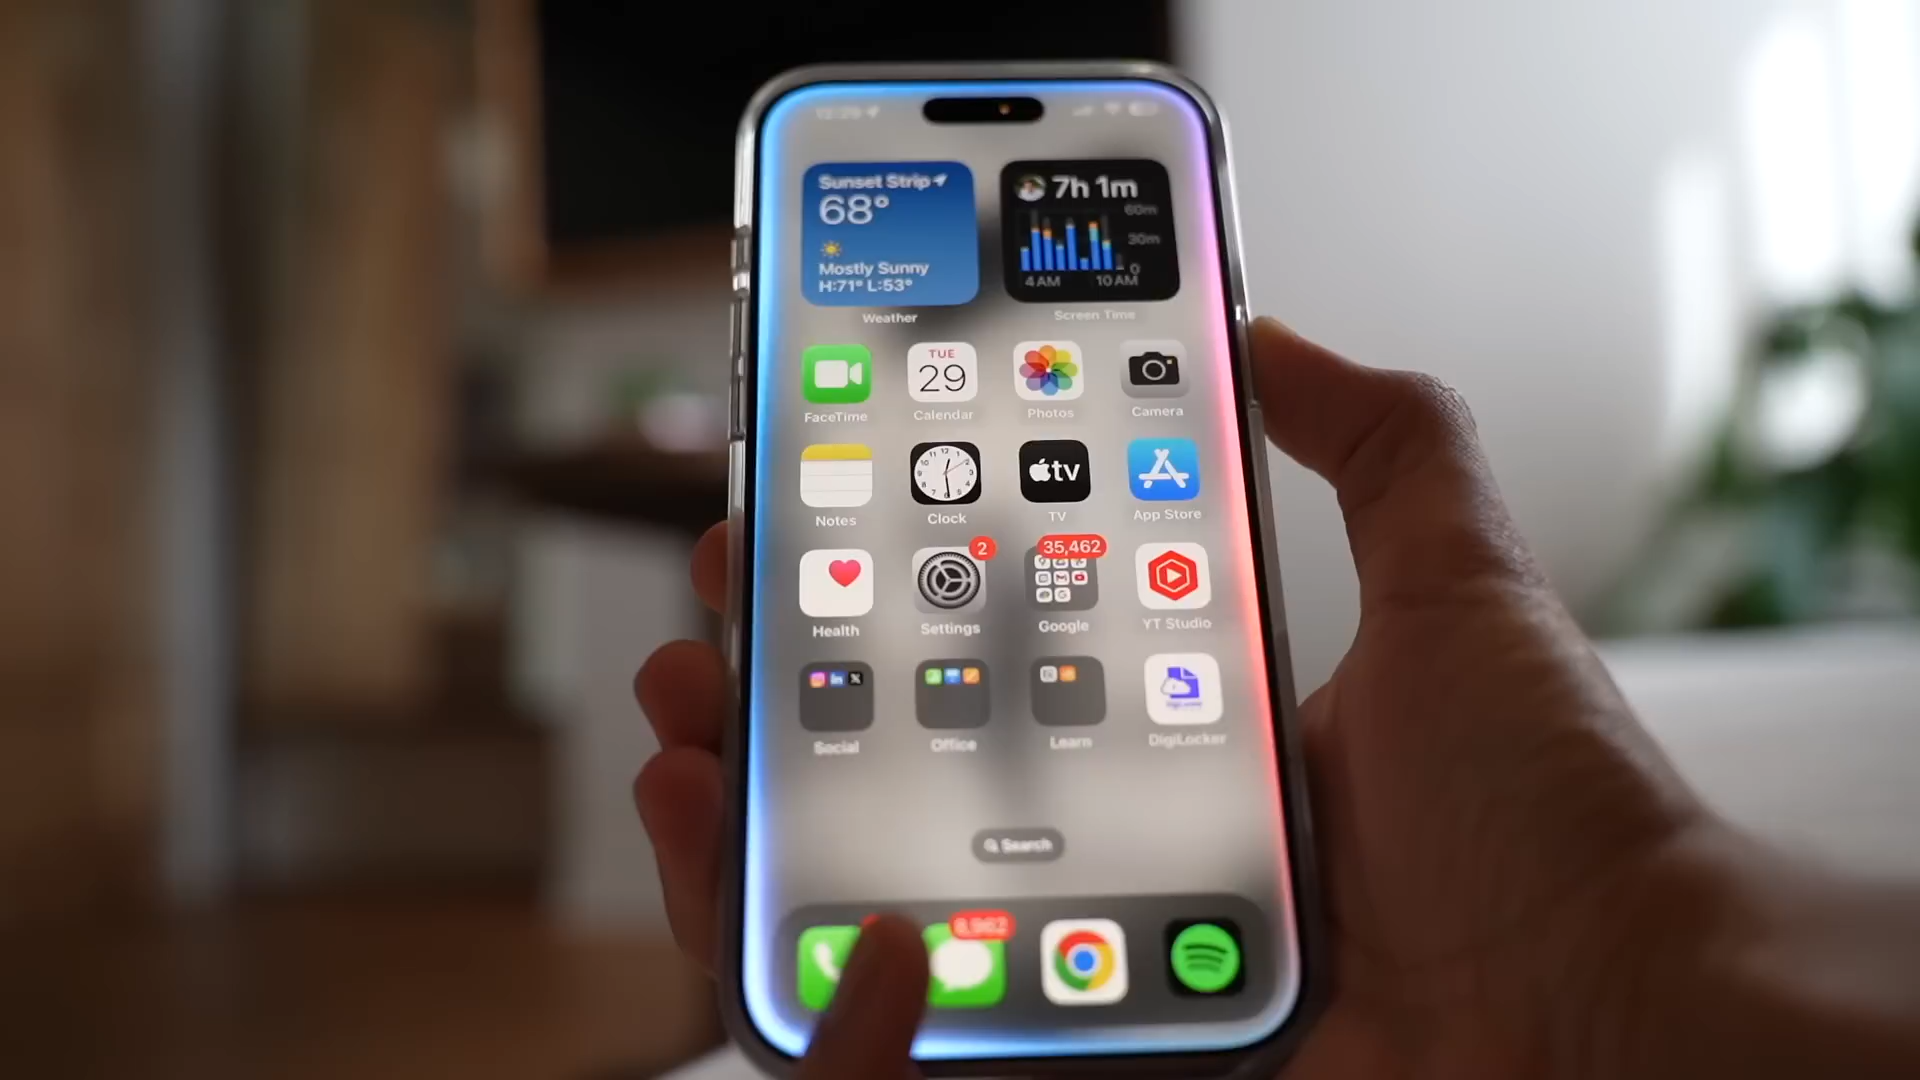 Sunset Strip
68°
Mostly Sunny
H:71° L:53°
Weather
7h 1m
60m
30m
0
4 AM 10 AM
Screen Time
TUE
29
FaceTime Calendar Photos Camera
tv
Notes Clock TV App Store
2
35,462
Health Settings Google YT Studio
Social Office Learn DigiLocker
Search